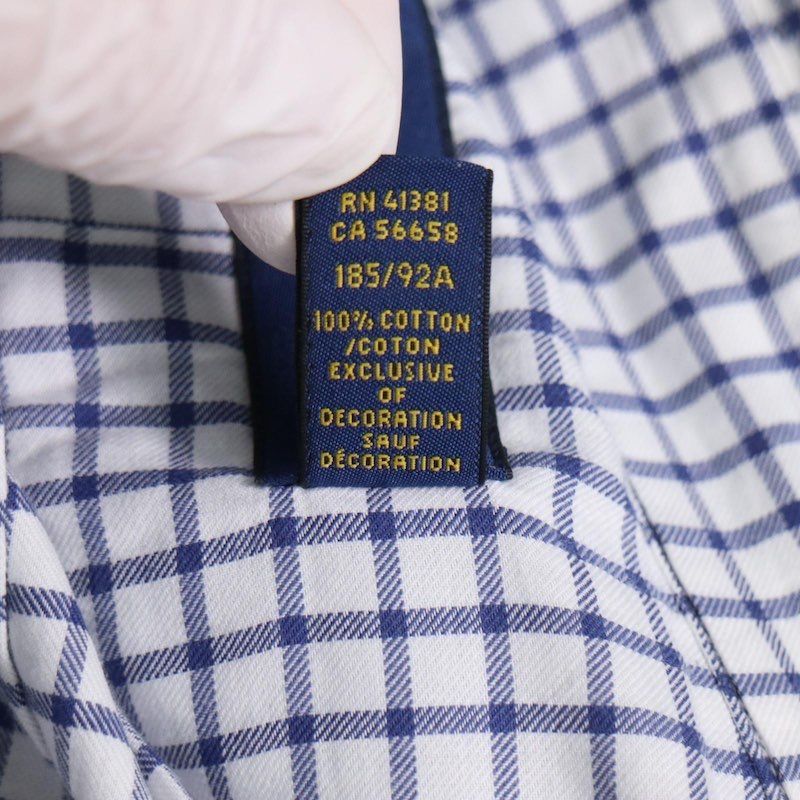 RN 41381
CA 56658
185/92A
100% COTTON
/COTON
EXCLUSIVE
OF
DECORATION
SAUF
DÉCORATION